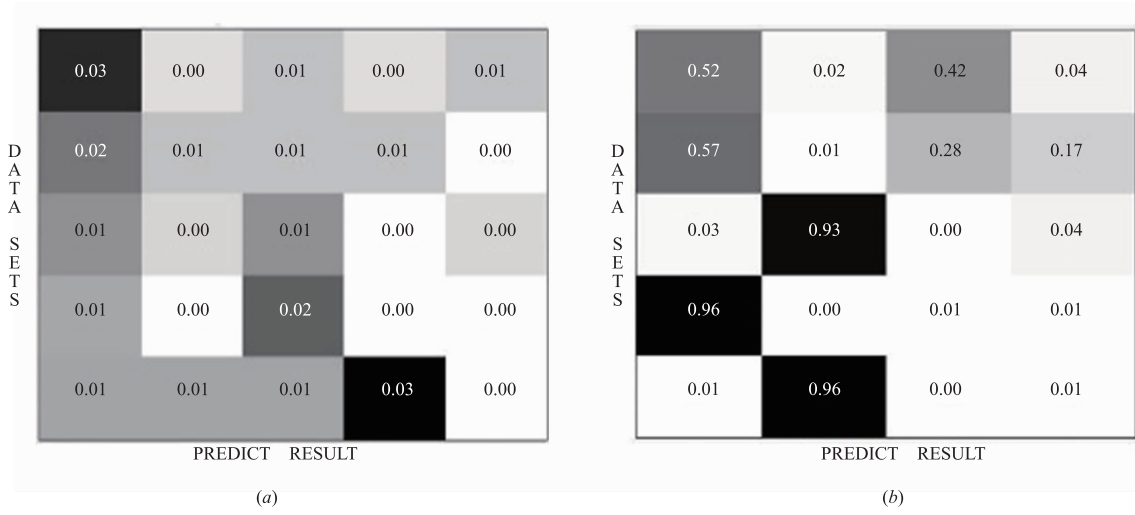 0.03 0.00 0.01 0.00 0.01
0.02 0.01 0.01 0.01 0.00
0.01 0.00 0.01 0.00 0.00
0.01 0.00 0.02 0.00 0.00
0.01 0.01 0.01 0.03 0.00
DATA SETS
PREDICT RESULT
(a)
0.52 0.02 0.42 0.04
0.57 0.01 0.28 0.17
0.03 0.93 0.00 0.04
0.96 0.00 0.01 0.01
0.01 0.96 0.00 0.01
DATA SETS
PREDICT RESULT
(b)